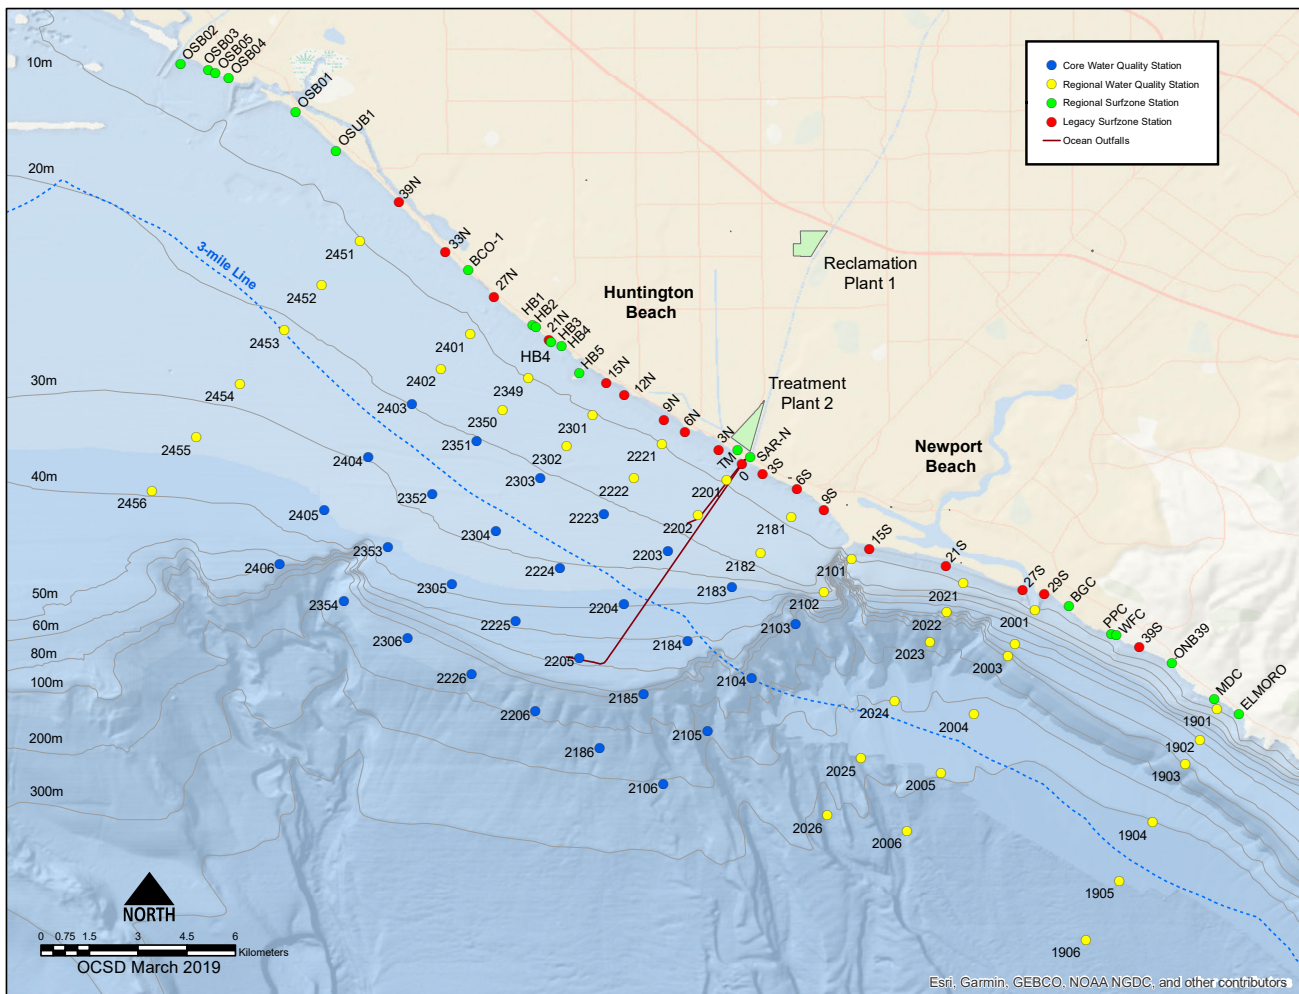 OSB02
OSB03
OSB05
OSB04
10m
Core Water Quality Station
Regional Water Quality Station
Regional Surfzone Station
Legacy Surfzone Station
Ocean Outfalls
OSB01
OSUB1
20m
39N
3-mile Line
2451
33N
BCO-1
27N
Reclamation
Plant 1
Huntington
Beach
2452
2453
HB1
HB2
21N
HB3
HB4
HB4
2401
HB5
2402
2349
15N
12N
30m
2454
2403
2350
2301
9N
6N
Treatment
Plant 2
2455
2351
2302
2221
3N
TM
SAR-N
0
3S
Newport
Beach
2404
2303
2222
2201
6S
9S
40m
2456
2352
2223
2202
2181
2405
2304
2203
2182
15S
21S
2353
2224
2183
2101
27S
29S
BGC
2406
2305
2204
2102
2021
50m
2354
2225
2103
2022
2001
PPC
WFC
39S
60m
2306
2184
2023
2003
ONB39
80m
2205
2226
2104
MDC
ELMORO
100m
2185
2024
2004
1901
2206
2105
1902
200m
2186
2025
2005
1903
300m
2106
2026
2006
1904
1905
NORTH
0 0.75 1.5 3 4.5 6
Kilometers
1906
OCSD March 2019
Esri, Garmin, GEBCO, NOAA NGDC, and other contributors